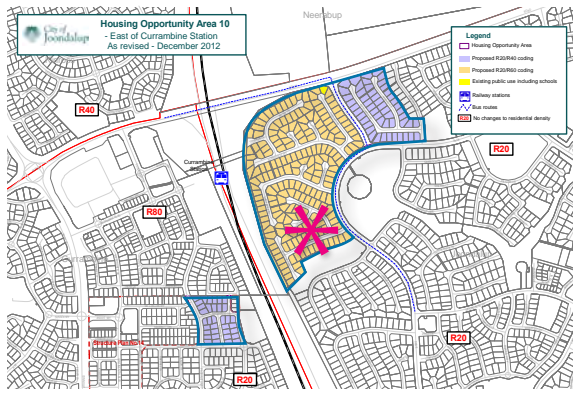 City of
Joondalup
Housing Opportunity Area 10
- East of Currambine Station
As revised - December 2012
Neerabup
Legend
Housing Opportunity Area
Proposed R20/R40 coding
Proposed R20/R60 coding
Existing public use including schools
Railway stations
Bus routes
R20 No changes to residential density
R40
R20
Currambine
Station
R80
R20
R20